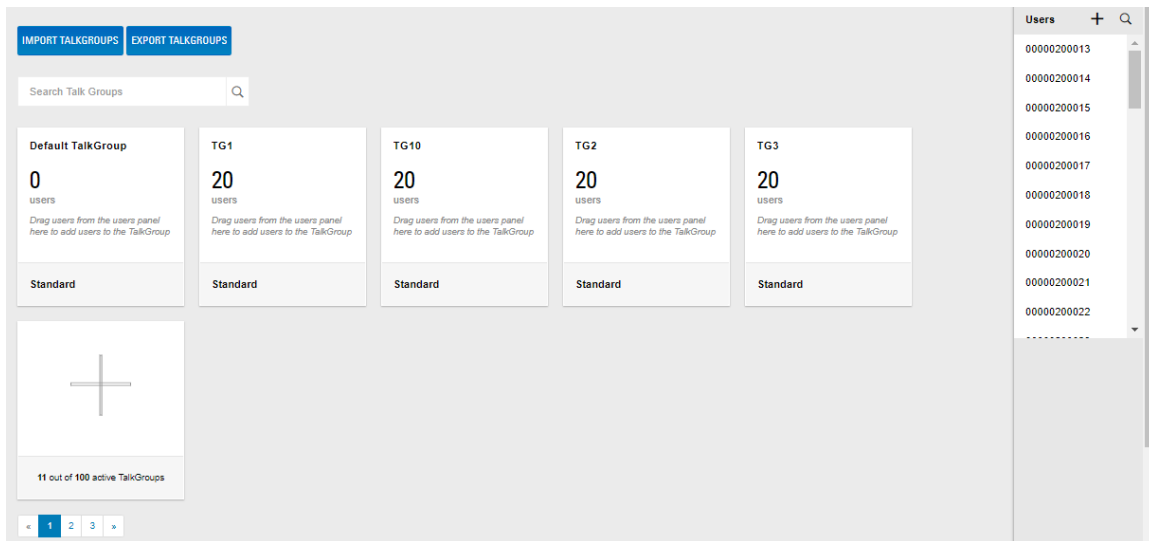 IMPORT TALKGROUPS EXPORT TALKGROUPS
Search Talk Groups
Default TalkGroup
0
users
Drag users from the users panel
here to add users to the TalkGroup
Standard
TG1
20
users
Drag users from the users panel
here to add users to the TalkGroup
Standard
TG10
20
users
Drag users from the users panel
here to add users to the TalkGroup
Standard
TG2
20
users
Drag users from the users panel
here to add users to the TalkGroup
Standard
TG3
20
users
Drag users from the users panel
here to add users to the TalkGroup
Standard
11 out of 100 active TalkGroups
« 1 2 3 »
Users
00000200013
00000200014
00000200015
00000200016
00000200017
00000200018
00000200019
00000200020
00000200021
00000200022